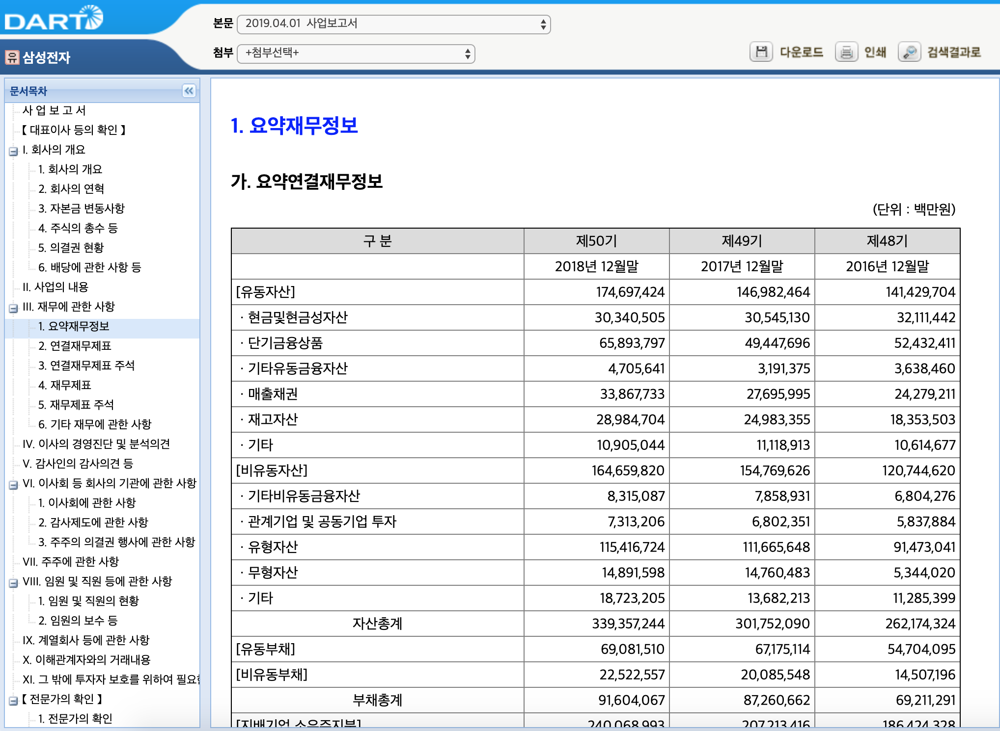 DART
본문 2019.04.01 사업보고서
첨부 +첨부선택+
다운로드 인쇄 검색결과로
유 삼성전자
문서목차
사 업 보 고 서
【 대표이사 등의 확인 】
I. 회사의 개요
1. 회사의 개요
2. 회사의 연혁
3. 자본금 변동사항
4. 주식의 총수 등
5. 의결권 현황
6. 배당에 관한 사항 등
II. 사업의 내용
III. 재무에 관한 사항
1. 요약재무정보
2. 연결재무제표
3. 연결재무제표 주석
4. 재무제표
5. 재무제표 주석
6. 기타 재무에 관한 사항
IV. 이사의 경영진단 및 분석의견
V. 감사인의 감사의견 등
VI. 이사회 등 회사의 기관에 관한 사항
1. 이사회에 관한 사항
2. 감사제도에 관한 사항
3. 주주의 의결권 행사에 관한 사항
VII. 주주에 관한 사항
VIII. 임원 및 직원 등에 관한 사항
1. 임원 및 직원의 현황
2. 임원의 보수 등
IX. 계열회사 등에 관한 사항
X. 이해관계자와의 거래내용
XI. 그 밖에 투자자 보호를 위하여
【 전문가의 확인 】
1. 전문가의 확인
1. 요약재무정보
가. 요약연결재무정보
(단위 : 백만원)
구 분 제50기 제49기 제48기
2018년 12월말 2017년 12월말 2016년 12월말
[유동자산] 174,697,424 146,982,464 141,429,704
· 현금및현금성자산 30,340,505 30,545,130 32,111,442
· 단기금융상품 65,893,797 49,447,696 52,432,411
· 기타유동금융자산 4,705,641 3,191,375 3,638,460
· 매출채권 33,867,733 27,695,995 24,279,211
· 재고자산 28,984,704 24,983,355 18,353,503
· 기타 10,905,044 11,118,913 10,614,677
[비유동자산] 164,659,820 154,769,626 120,744,620
· 기타비유동금융자산 8,315,087 7,858,931 6,804,276
· 관계기업 및 공동기업 투자 7,313,206 6,802,351 5,837,884
· 유형자산 115,416,724 111,665,648 91,473,041
· 무형자산 14,891,598 14,760,483 5,344,020
· 기타 18,723,205 13,682,213 11,285,399
자산총계 339,357,244 301,752,090 262,174,324
[유동부채] 69,081,510 67,175,114 54,704,095
[비유동부채] 22,522,557 20,085,548 14,507,196
부채총계 91,604,067 87,260,662 69,211,291
[지배기업 소유주지분] 240,068,993 207,213,416 186,424,328